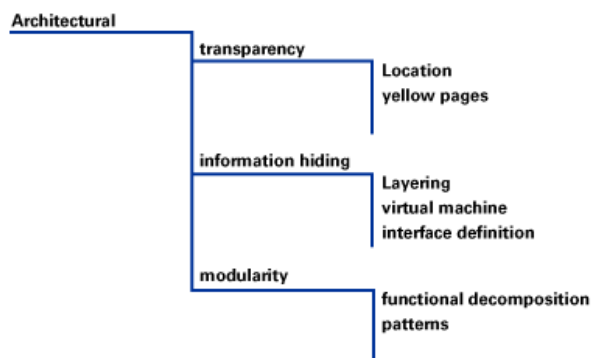 Architectural
transparency
Location
yellow pages
information hiding
Layering
virtual machine
interface definition
modularity
functional decomposition
patterns